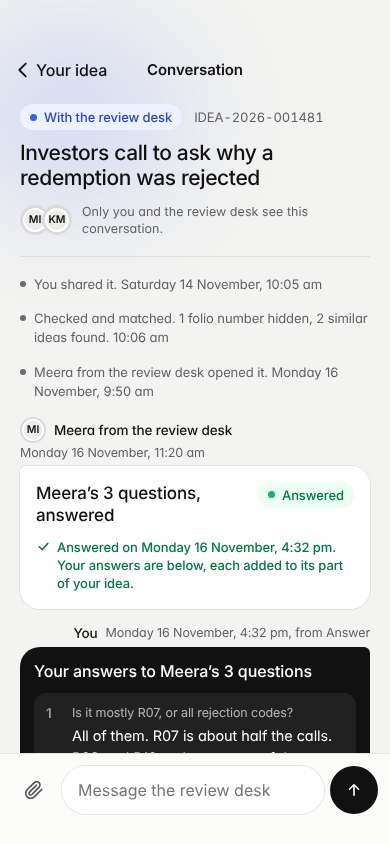 Your idea
Conversation
With the review desk
IDEA-2026-001481
Investors call to ask why a
redemption was rejected
MI
KM
Only you and the review desk see this
conversation.
You shared it. Saturday 14 November, 10:05 am
Checked and matched. 1 folio number hidden, 2 similar
ideas found. 10:06 am
Meera from the review desk opened it. Monday 16
November, 9:50 am
MI
Meera from the review desk
Monday 16 November, 11:20 am
Meera’s 3 questions,
answered
Answered
Answered on Monday 16 November, 4:32 pm.
Your answers are below, each added to its part
of your idea.
You Monday 16 November, 4:32 pm, from Answer
Your answers to Meera’s 3 questions
1 Is it mostly R07, or all rejection codes?
All of them. R07 is about half the calls.
Message the review desk